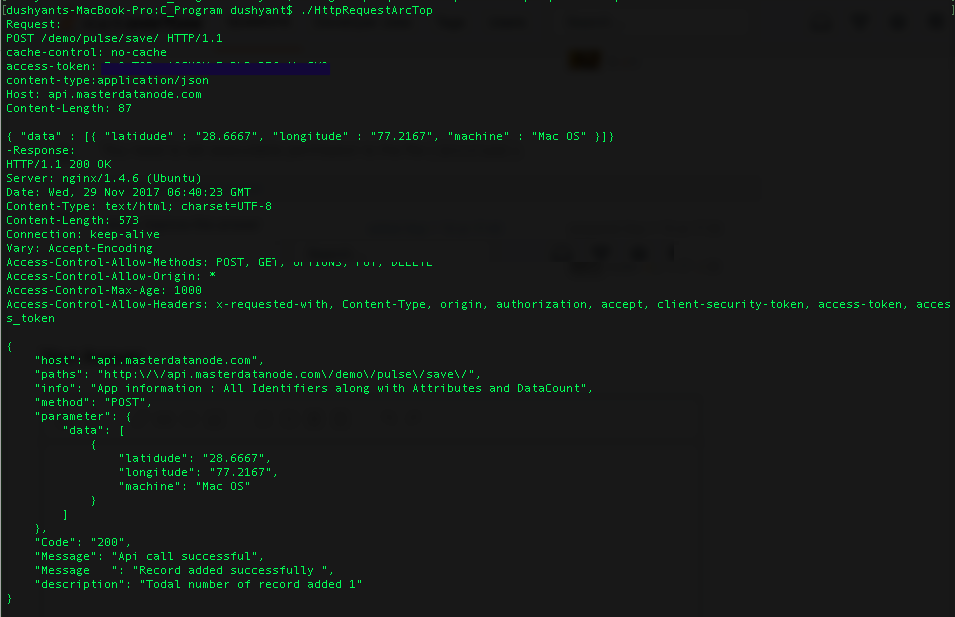 [dushyants-MacBook-Pro:C_Program dushyant$ ./HttpRequestArcTop ]
Request:
POST /demo/pulse/save/ HTTP/1.1
cache-control: no-cache
access-token:
content-type:application/json
Host: api.masterdatanode.com
Content-Length: 87
{ "data" : [{ "latidude" : "28.6667", "longitude" : "77.2167", "machine" : "Mac OS" }]}
-Response:
HTTP/1.1 200 OK
Server: nginx/1.4.6 (Ubuntu)
Date: Wed, 29 Nov 2017 06:40:23 GMT
Content-Type: text/html; charset=UTF-8
Content-Length: 573
Connection: keep-alive
Vary: Accept-Encoding
Access-Control-Allow-Methods: POST, GET, OPTIONS, PUT, DELETE
Access-Control-Allow-Origin: *
Access-Control-Max-Age: 1000
Access-Control-Allow-Headers: x-requested-with, Content-Type, origin, authorization, accept, client-security-token, access-token, acces
s_token
{
"host": "api.masterdatanode.com",
"paths": "http:\/\/api.masterdatanode.com\/demo\/pulse\/save\/",
"info": "App information : All Identifiers along with Attributes and DataCount",
"method": "POST",
"parameter": {
"data": [
{
"latidude": "28.6667",
"longitude": "77.2167",
"machine": "Mac OS"
}
]
},
"Code": "200",
"Message": "Api call successful",
"Message   ": "Record added successfully ",
"description": "Todal number of record added 1"
}